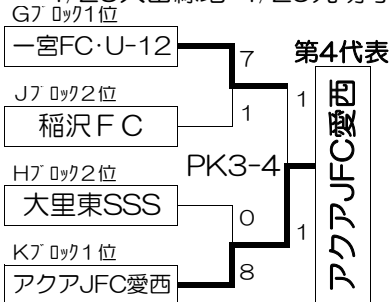 Gブロック1位
一宮FC・U-12
7
第4代表
Jブロック2位
1
1
稲沢FC
Hブロック2位
PK3-4
アクアJFC愛西
大里東SSS
0
1
Kブロック1位
8
アクアJFC愛西